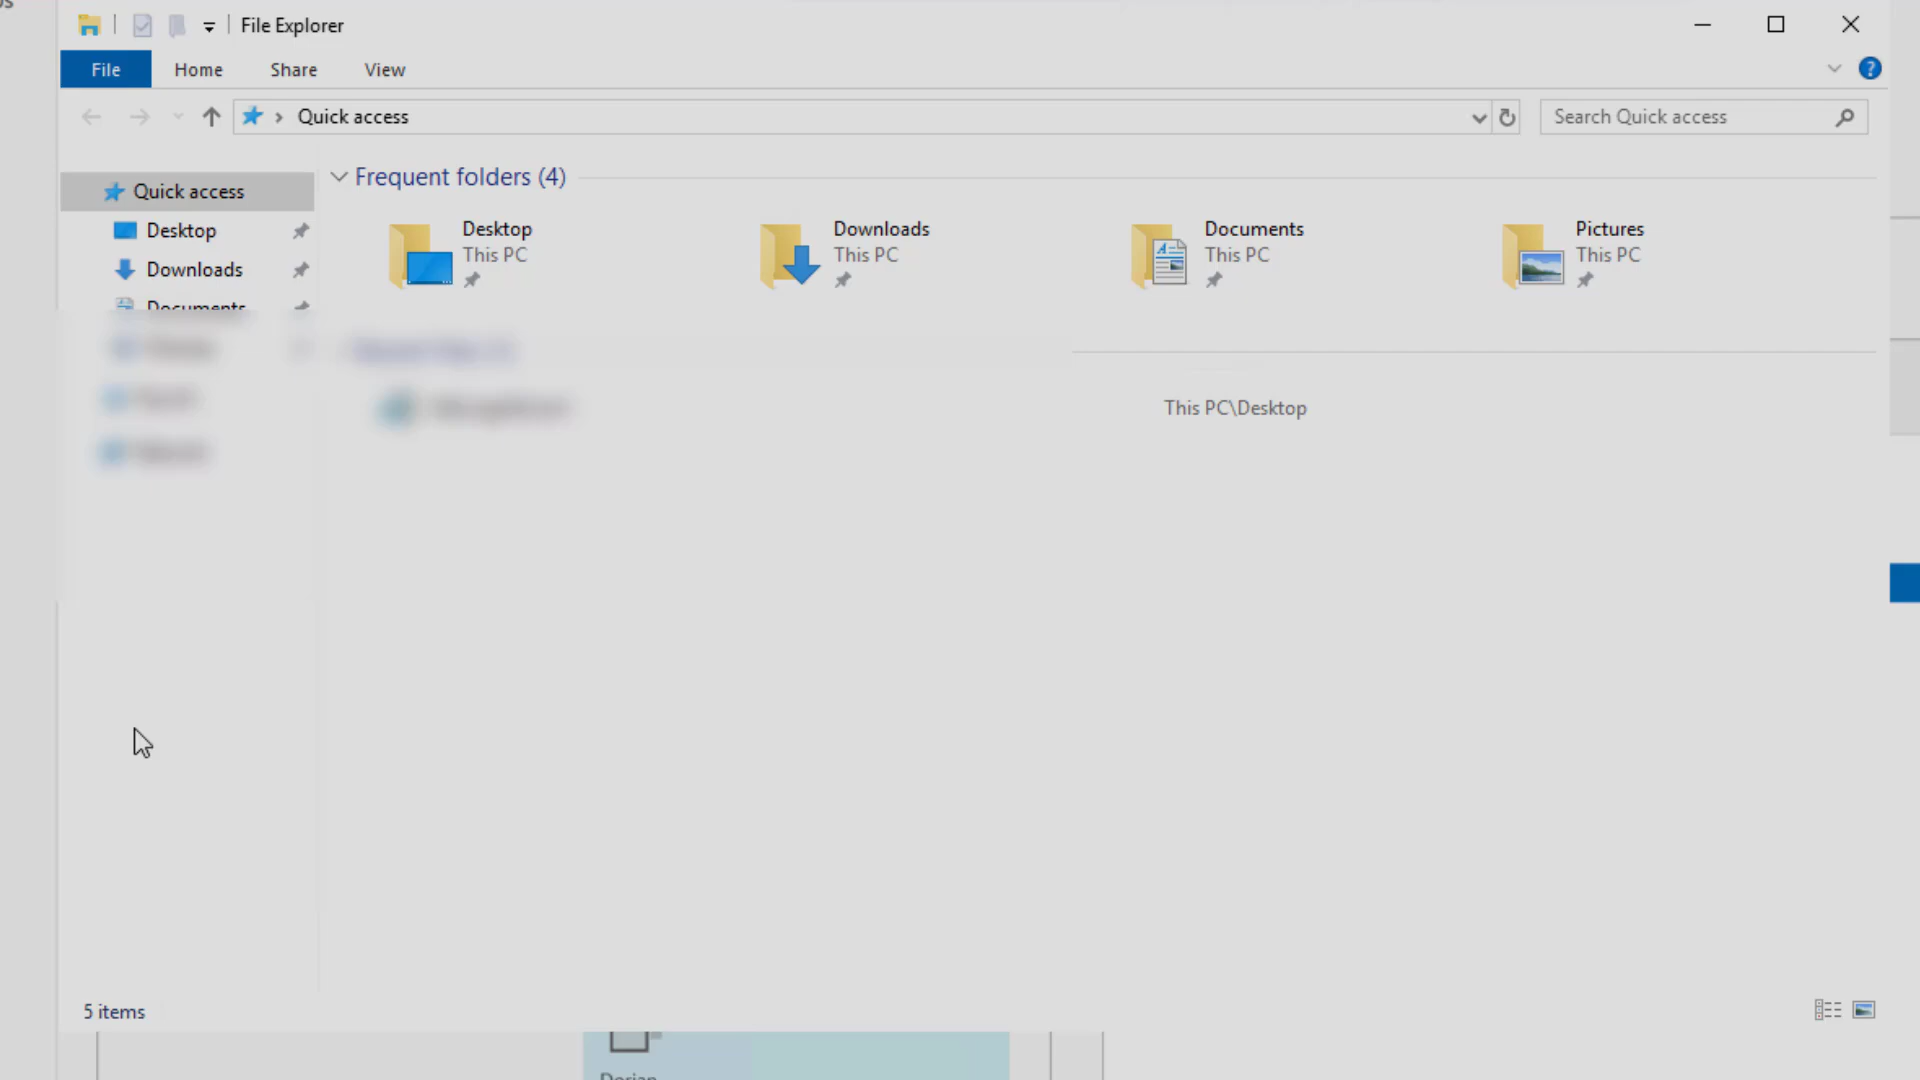 File Explorer
File Home Share View
Quick access
Search Quick access
Quick access
Desktop
Downloads
Documents
Frequent folders (4)
Desktop
This PC
Downloads
This PC
Documents
This PC
Pictures
This PC
This PC\Desktop
5 items